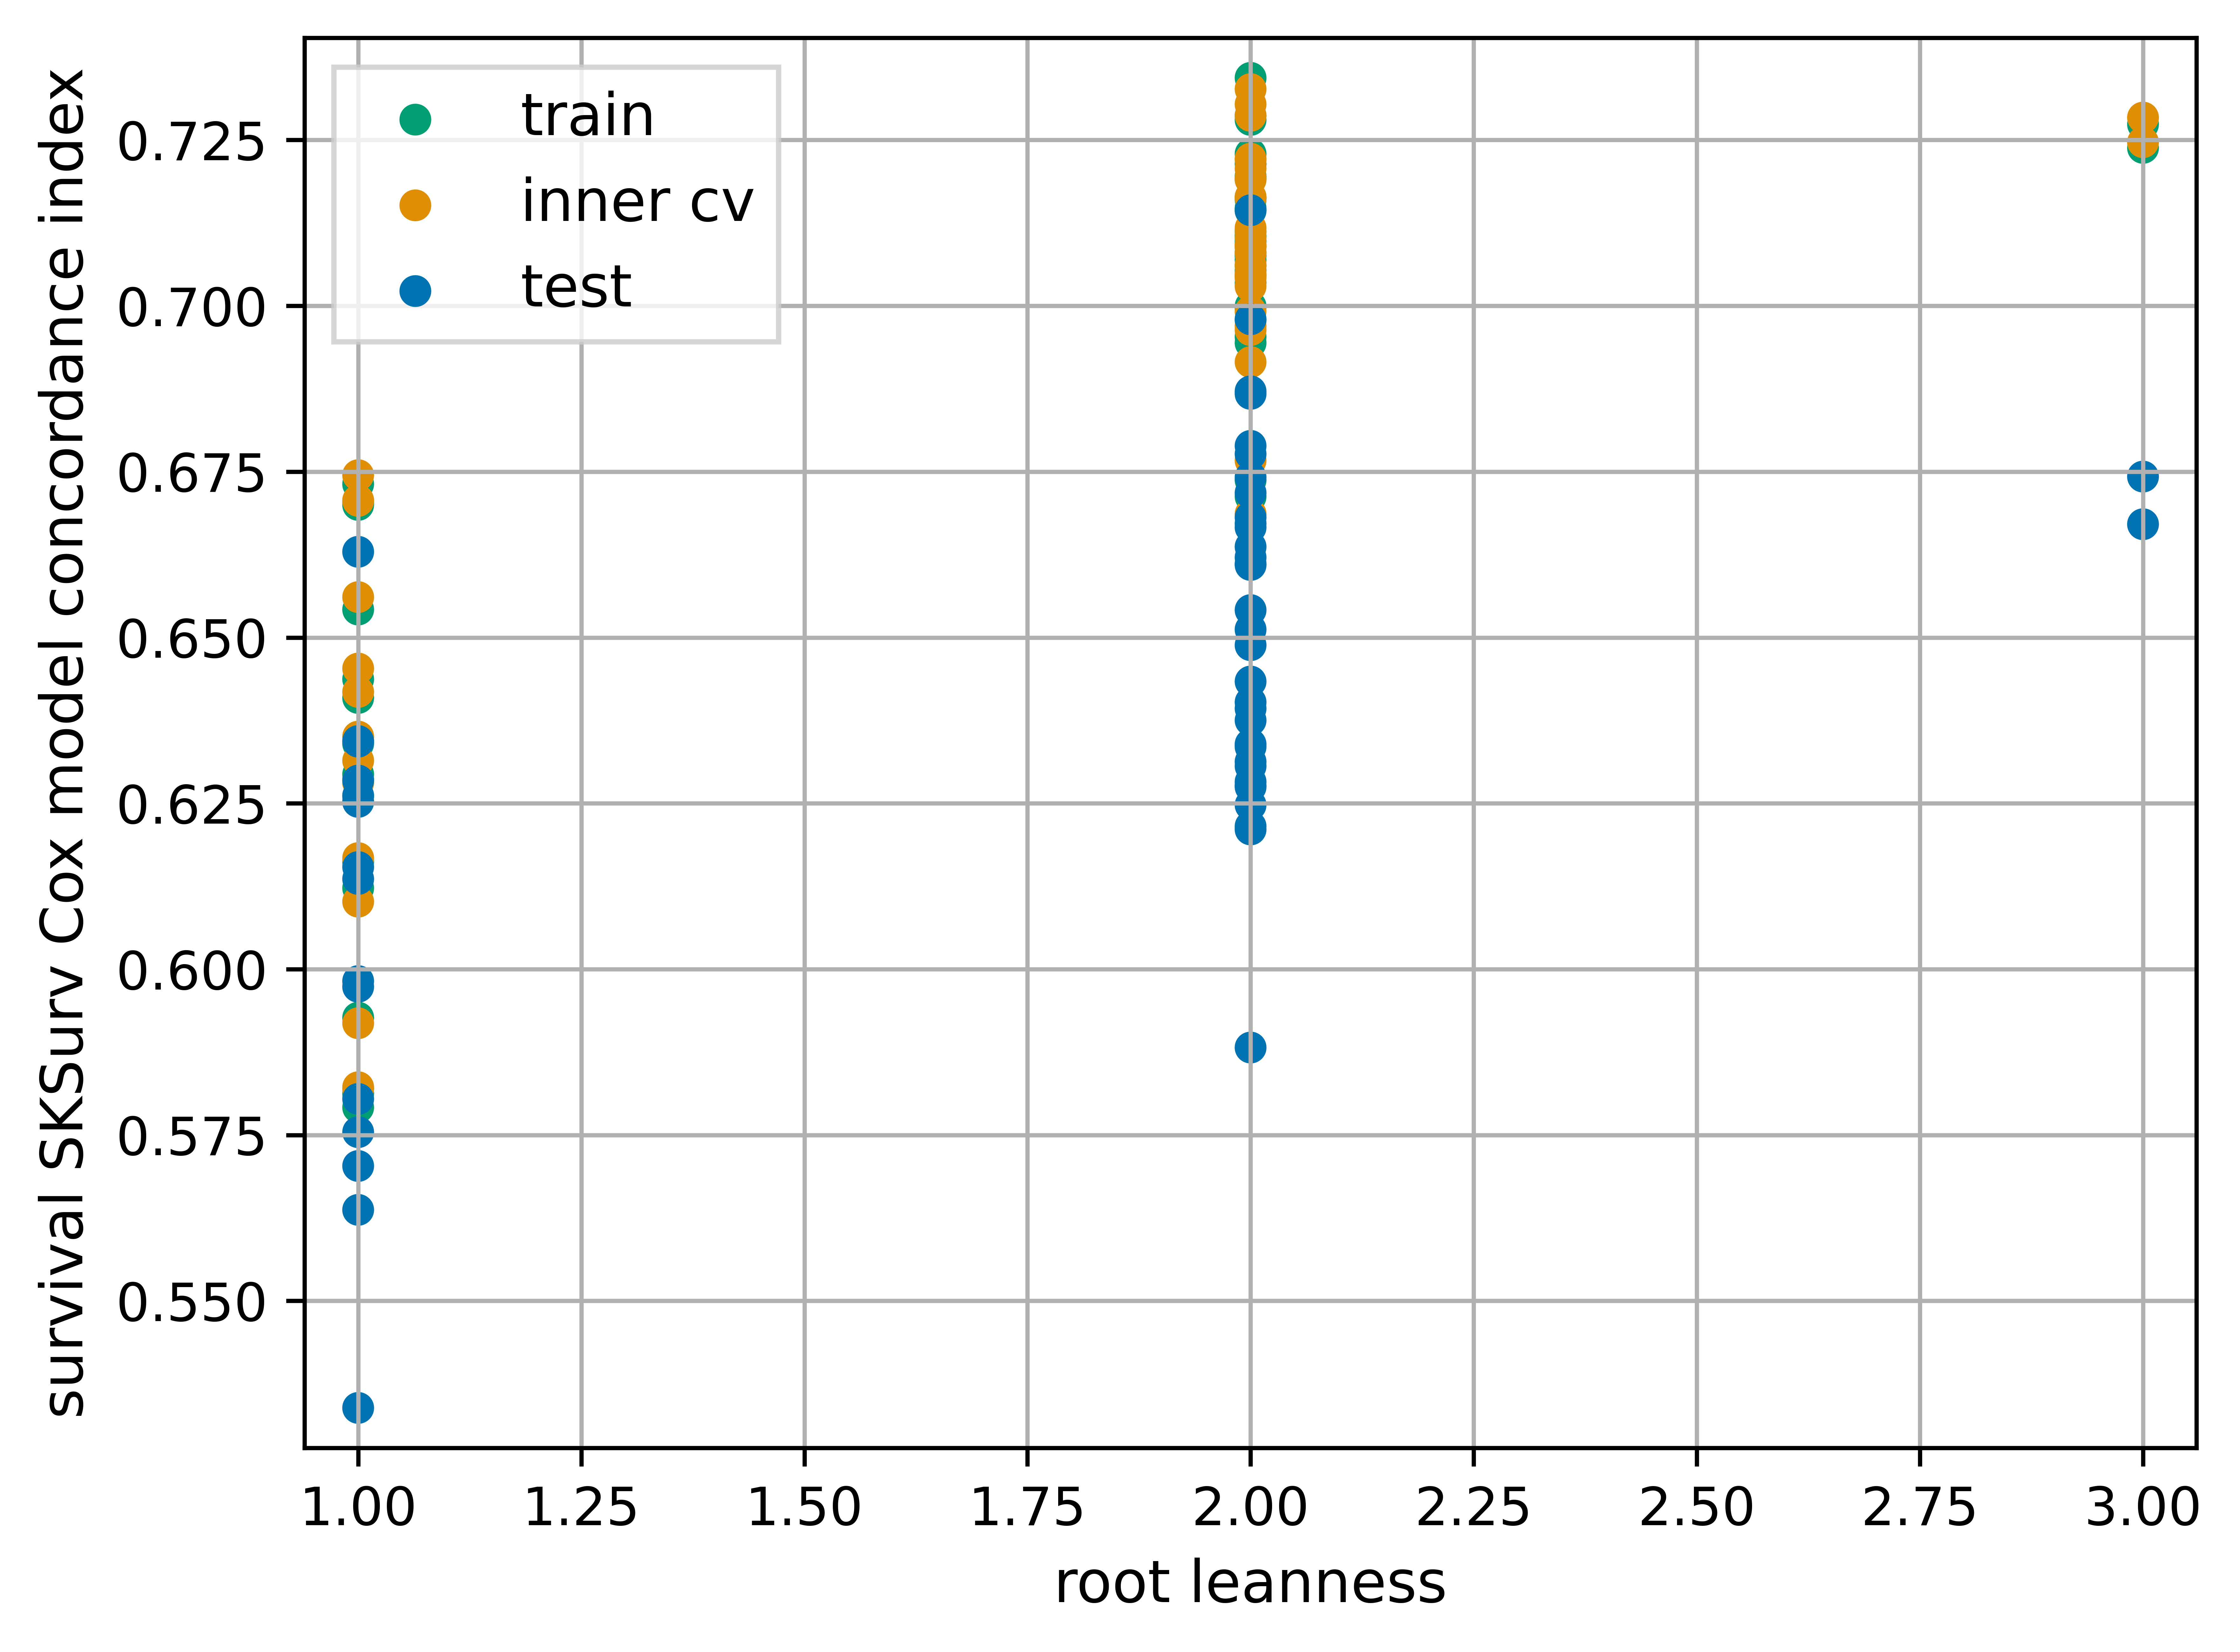 survival SKSurv Cox model concordance index
0.725
0.700
0.675
0.650
0.625
0.600
0.575
0.550
train
inner cv
test
1.00 1.25 1.50 1.75 2.00 2.25 2.50 2.75 3.00
root leanness